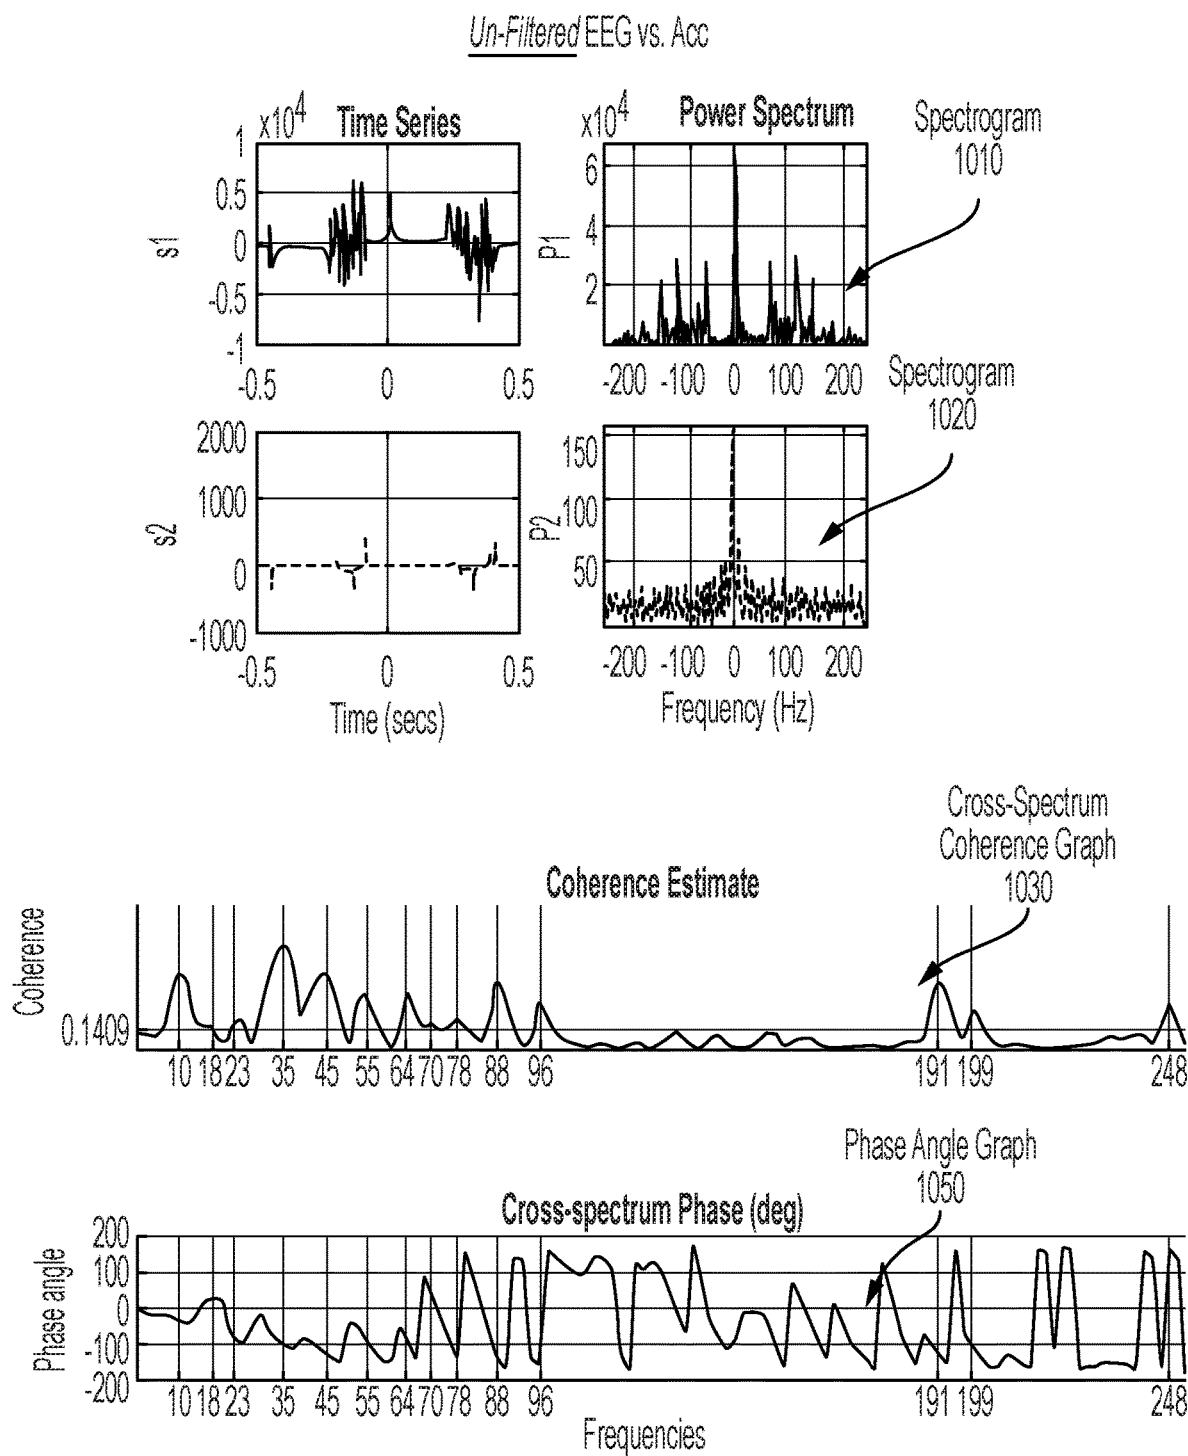 Un-Filtered EEG vs. Acc
x10^4 Time Series
1
0.5
0
-0.5
-1
s1
-0.5 0 0.5
x10^4 Power Spectrum
6
4
2
P1
-200 -100 0 100 200
Spectrogram
1010
2000
1000
0
-1000
s2
-0.5 0 0.5
Time (secs)
150
100
50
P2
-200 -100 0 100 200
Frequency (Hz)
Spectrogram
1020
Cross-Spectrum
Coherence Graph
1030
Coherence Estimate
Coherence
0.1409
10 18 23 35 45 55 64 70 78 88 96 191 199 248
Phase Angle Graph
1050
Cross-spectrum Phase (deg)
Phase angle
200
100
0
-100
-200
10 18 23 35 45 55 64 70 78 88 96 191 199 248
Frequencies